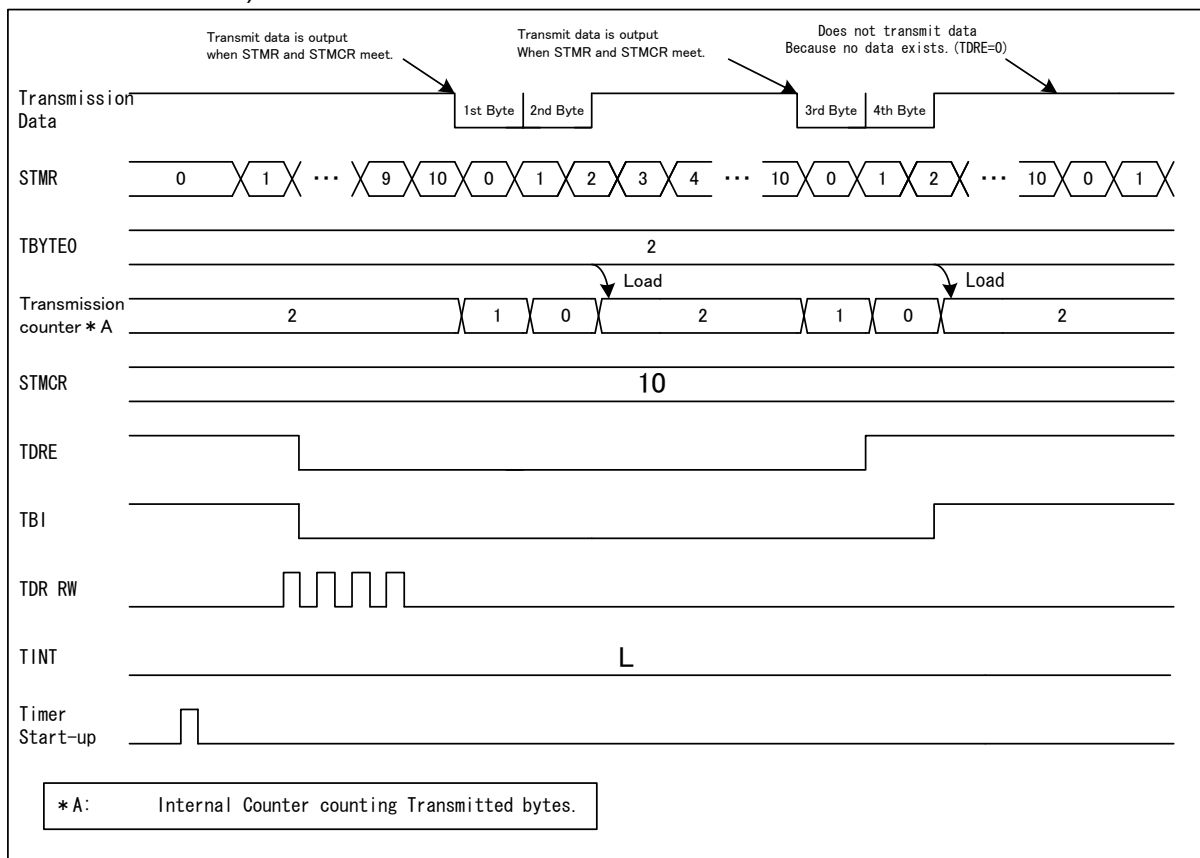 Transmit data is output
when STMR and STMCR meet.
Transmit data is output
When STMR and STMCR meet.
Does not transmit data
Because no data exists.(TDRE=0)
Transmission
Data
1st Byte 2nd Byte 3rd Byte 4th Byte
STMR 0 1 ··· 9 10 0 1 2 3 4 ··· 10 0 1 2 ··· 10 0 1
TBYTE0 2
Load Load
Transmission
counter*A 2 1 0 2 1 0 2
STMCR 10
TDRE
TBI
TDR RW
TINT L
Timer
Start-up
*A: Internal Counter counting Transmitted bytes.